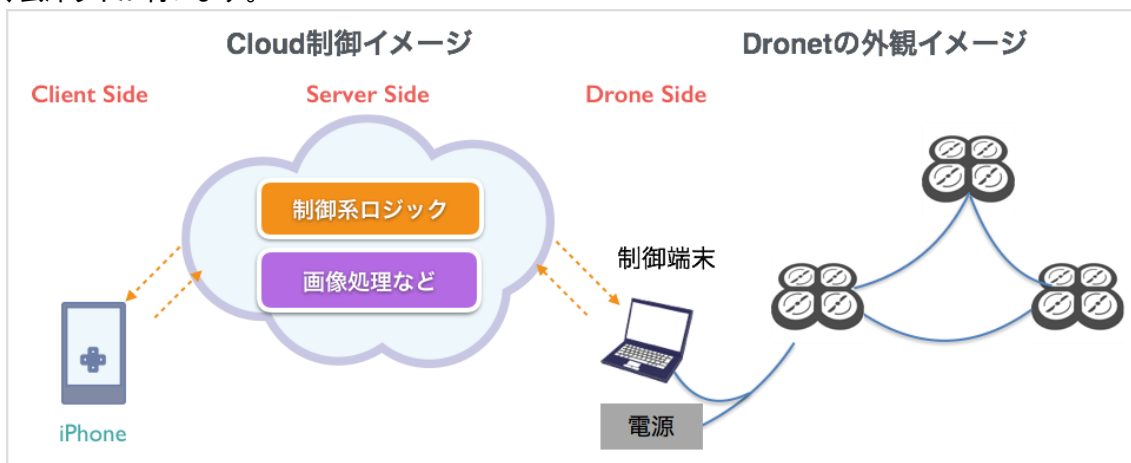 Cloud制御イメージ
Dronetの外観イメージ
Client Side
Server Side
Drone Side
制御系ロジック
画像処理など
制御端末
電源
iPhone